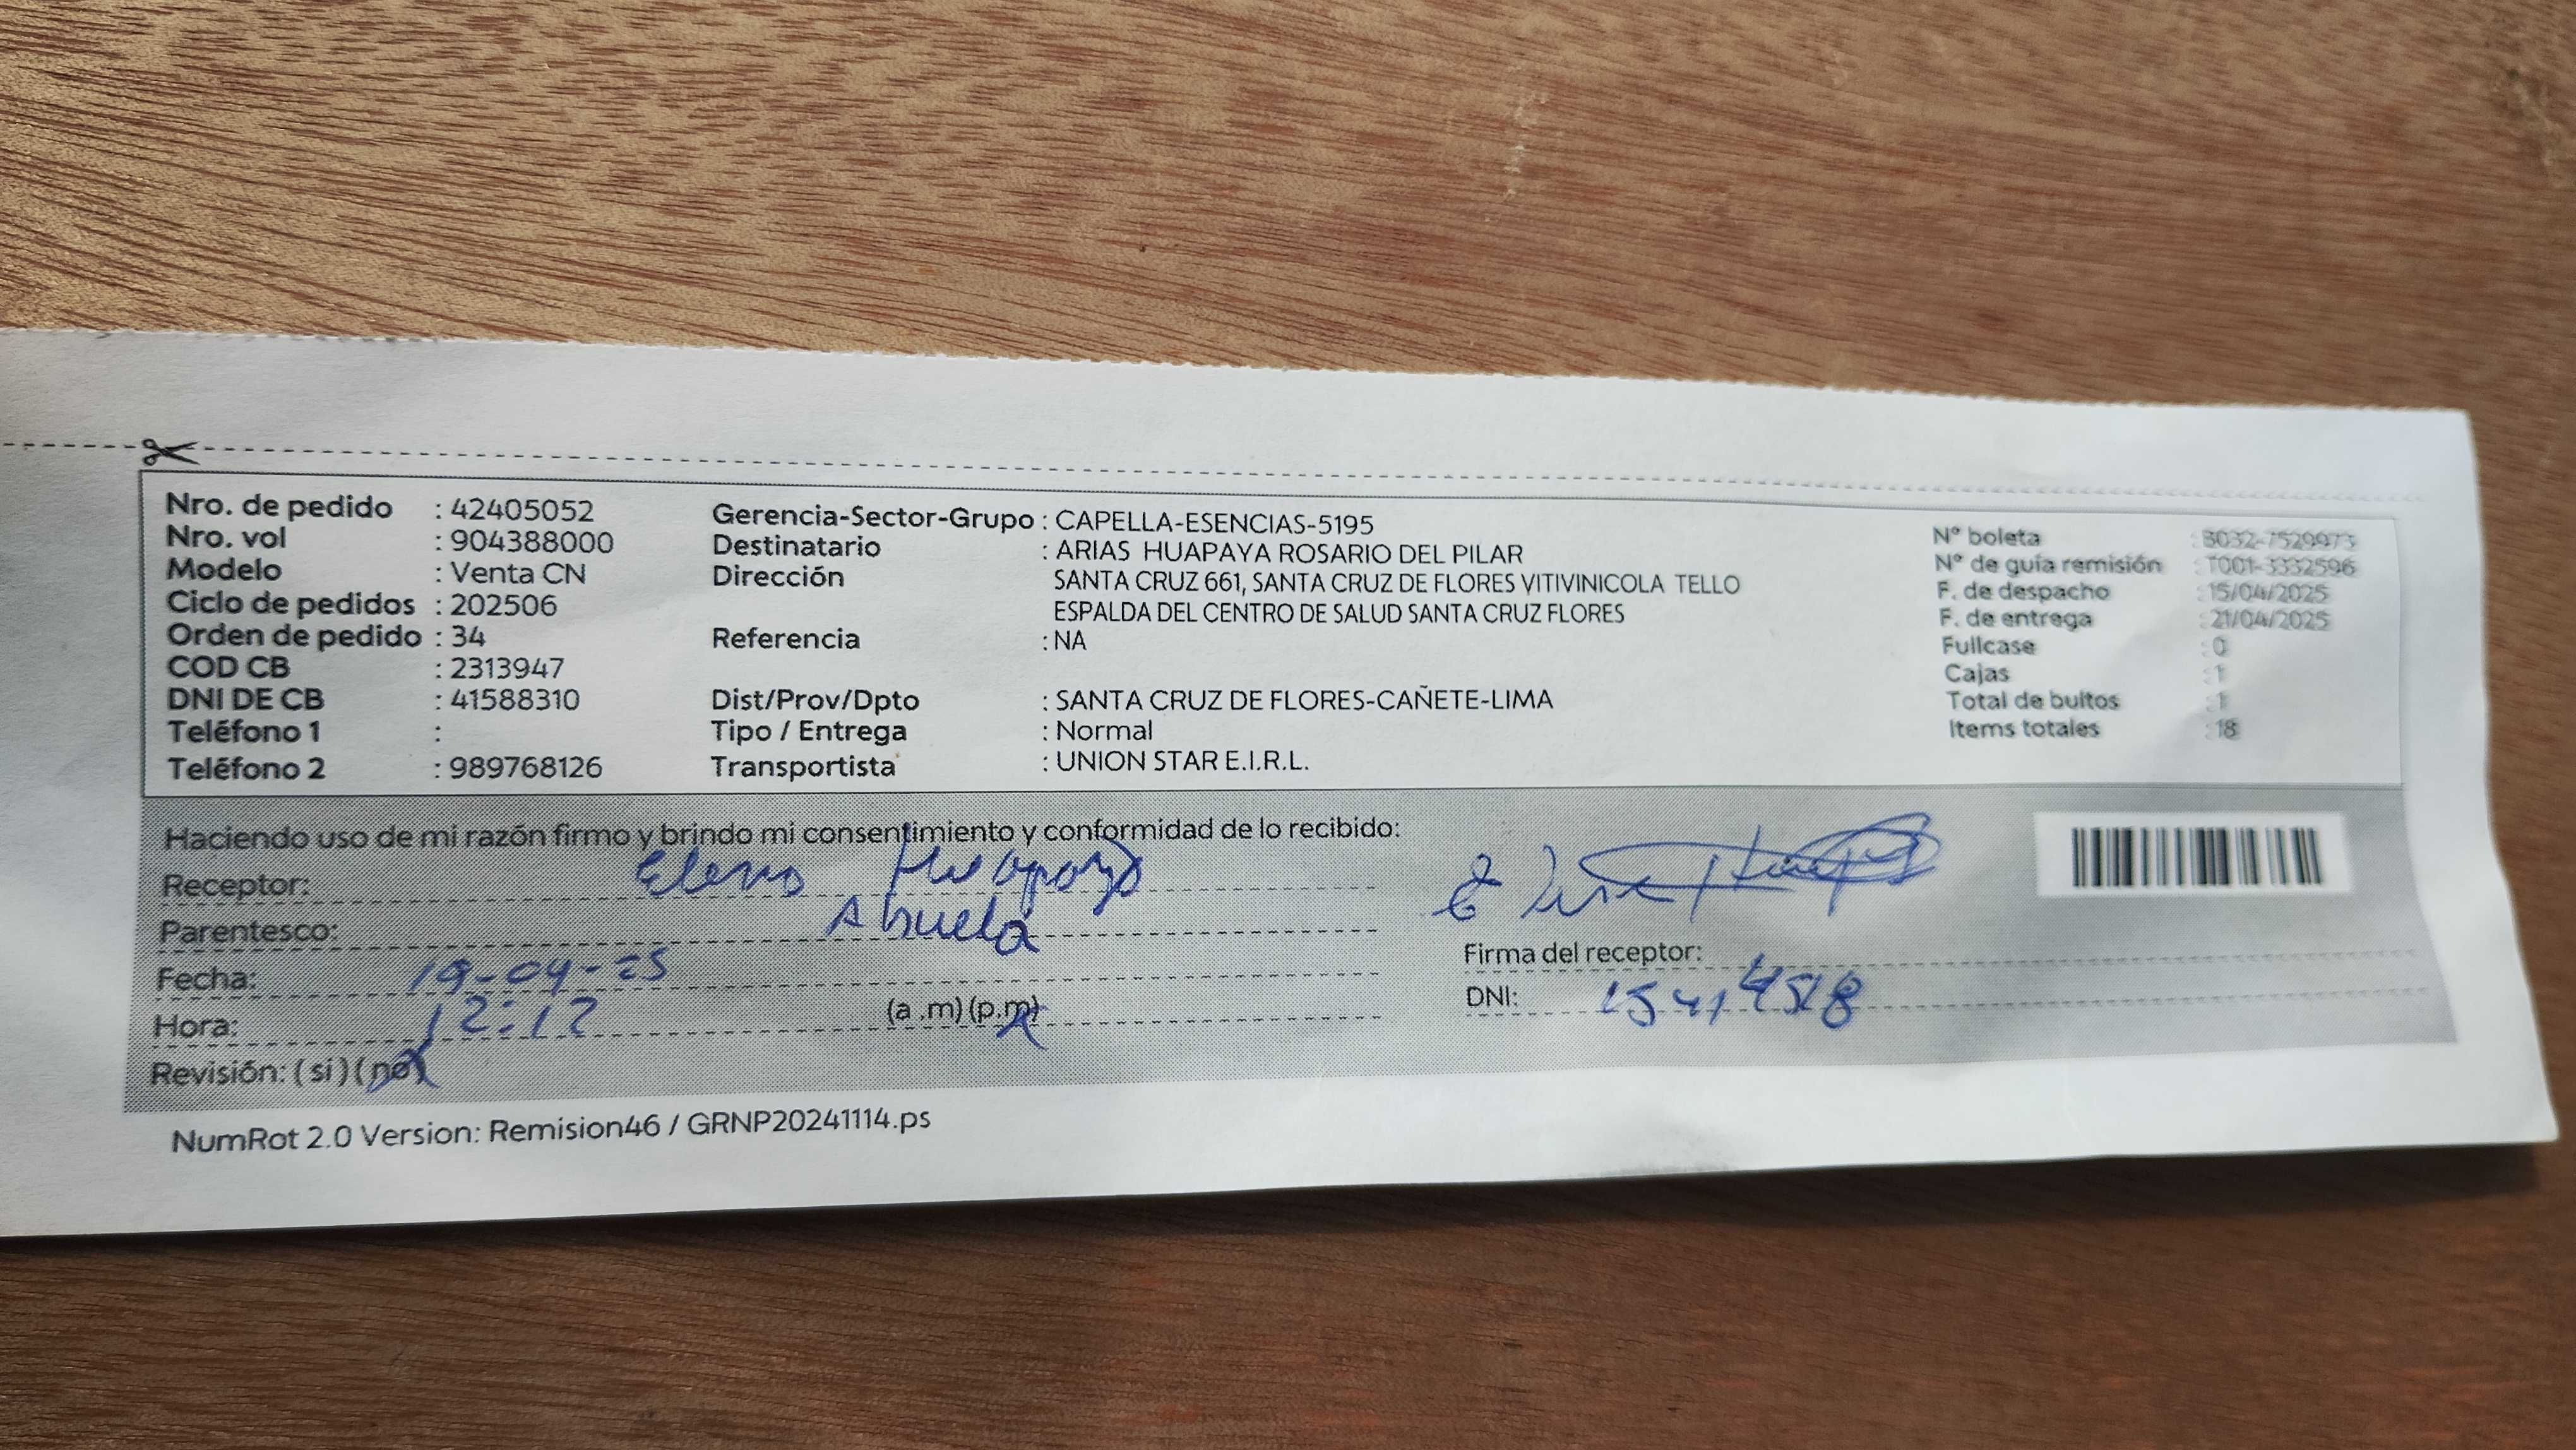 Nro. de pedido : 42405052
Nro. vol : 904388000
Modelo : Venta CN
Ciclo de pedidos : 202506
Orden de pedido : 34
COD CB : 2313947
DNI DE CB : 41588310
Teléfono 1 :
Teléfono 2 : 989768126
Gerencia-Sector-Grupo : CAPELLA-ESENCIAS-5195
Destinatario : ARIAS HUAPAYA ROSARIO DEL PILAR
Dirección SANTA CRUZ 661, SANTA CRUZ DE FLORES VITIVINICOLA TELLO
ESPALDA DEL CENTRO DE SALUD SANTA CRUZ FLORES
Referencia : NA
Dist/Prov/Dpto : SANTA CRUZ DE FLORES-CAÑETE-LIMA
Tipo / Entrega : Normal
Transportista : UNION STAR E.I.R.L.
N° boleta : B032-7529973
N° de guía remisión : T001-3332596
F. de despacho : 15/04/2025
F. de entrega : 21/04/2025
Fullcase : 0
Cajas : 1
Total de bultos : 1
Items totales : 18
Haciendo uso de mi razón firmo y brindo mi consentimiento y conformidad de lo recibido:
Receptor: Elena Huapaya
Parentesco: Abuela
Fecha: 19-04-25
Hora: 12:12 (a.m) (p.m)
Revisión: (si) (no)
Firma del receptor:
DNI:
NumRot 2.0 Version: Remision46 / GRNP20241114.ps